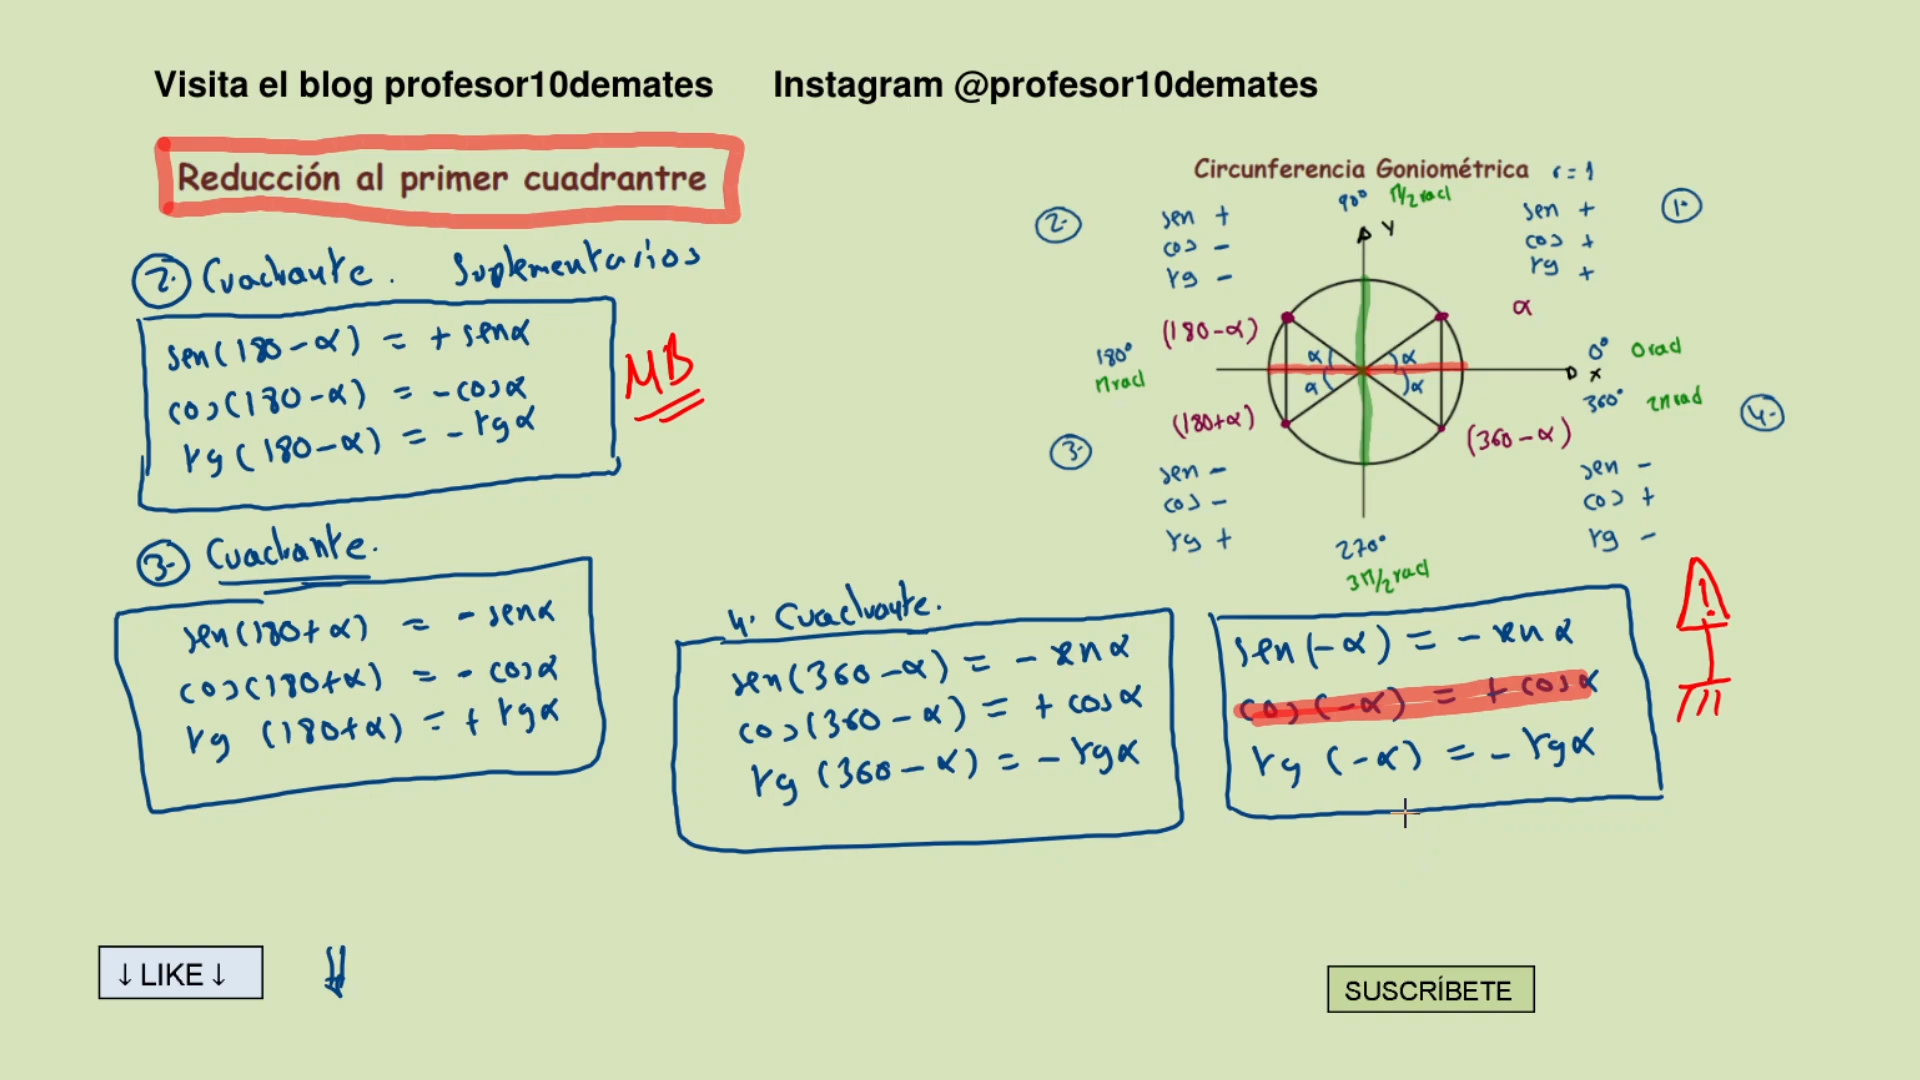 Visita el blog profesor10demates Instagram @profesor10demates
Reducción al primer cuadrantre
Circunferencia Goniométrica r = 1
2· Cuadrante. Suplementarios
sen(180-α) = + senα
cos(180-α) = - cosα
tg(180-α) = - tgα
MB
3· Cuadrante.
sen(180+α) = - senα
cos(180+α) = - cosα
tg (180+α) = + tgα
4· Cuadrante.
sen(360-α) = - senα
cos(360-α) = + cosα
tg (360-α) = - tgα
sen(-α) = - senα
cos(-α) = + cosα
tg (-α) = - tgα
!
90° π/2 rad
Y
2·
sen +
cos -
tg -
1·
sen +
cos +
tg +
α
(180-α)
180°
π rad
α α
α α
0° 0 rad
X
360° 2π rad
(180+α)
(360-α)
3·
sen -
cos -
tg +
4·
sen -
cos +
tg -
270°
3π/2 rad
↓ LIKE ↓
SUSCRÍBETE